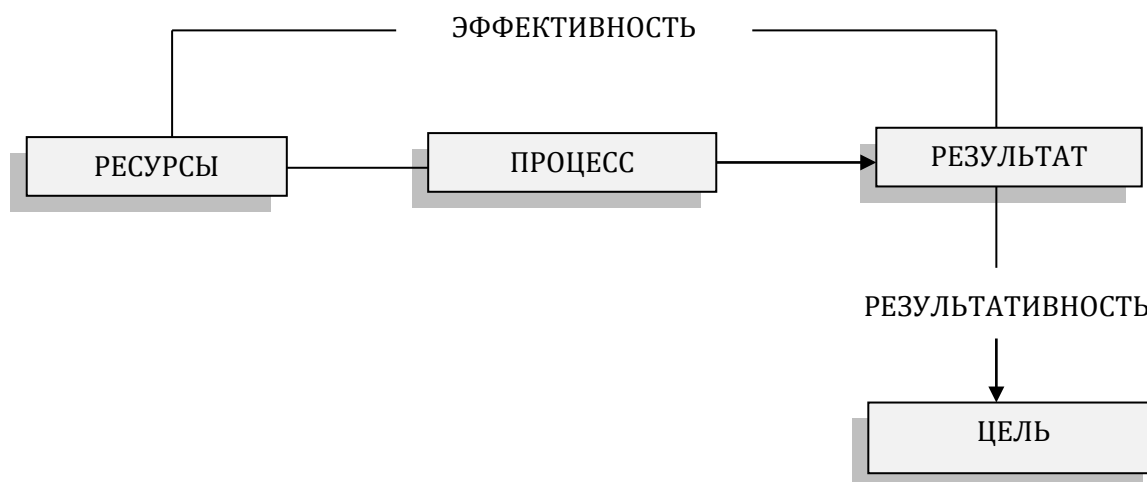 ЭФФЕКТИВНОСТЬ
РЕСУРСЫ
ПРОЦЕСС
РЕЗУЛЬТАТ
РЕЗУЛЬТАТИВНОСТЬ
ЦЕЛЬ